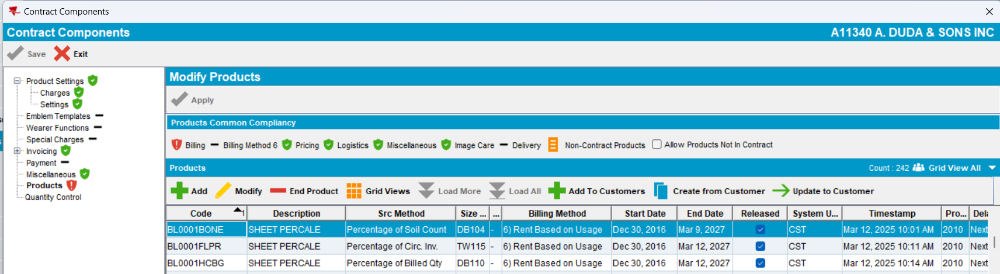 Contract Components
Contract Components A11340 A. DUDA & SONS INC
Save Exit
Product Settings
Charges
Settings
Emblem Templates
Wearer Functions
Special Charges
Invoicing
Payment
Miscellaneous
Products
Quantity Control
Modify Products
Apply
Products Common Compliancy
Billing Billing Method 6 Pricing Logistics Miscellaneous Image Care Delivery Non-Contract Products Allow Products Not In Contract
Products Count : 242 Grid View All
Add Modify End Product Grid Views Load More Load All Add To Customers Create from Customer Update to Customer
Code 1 Description Src Method Size ... ... Billing Method Start Date End Date Released System U... Timestamp Pro... Dela
BL0001BONE SHEET PERCALE Percentage of Soil Count DB104 - 6) Rent Based on Usage Dec 30, 2016 Mar 9, 2027 CST Mar 12, 2025 10:01 AM 2010 Next
BL0001FLPR SHEET PERCALE Percentage of Circ. Inv. TW115 - 6) Rent Based on Usage Dec 30, 2016 Mar 12, 2027 CST Mar 12, 2025 10:11 AM 2010 Next
BL0001HCBG SHEET PERCALE Percentage of Billed Qty DB110 - 6) Rent Based on Usage Dec 30, 2016 Mar 12, 2027 CST Mar 12, 2025 10:14 AM 2010 Next